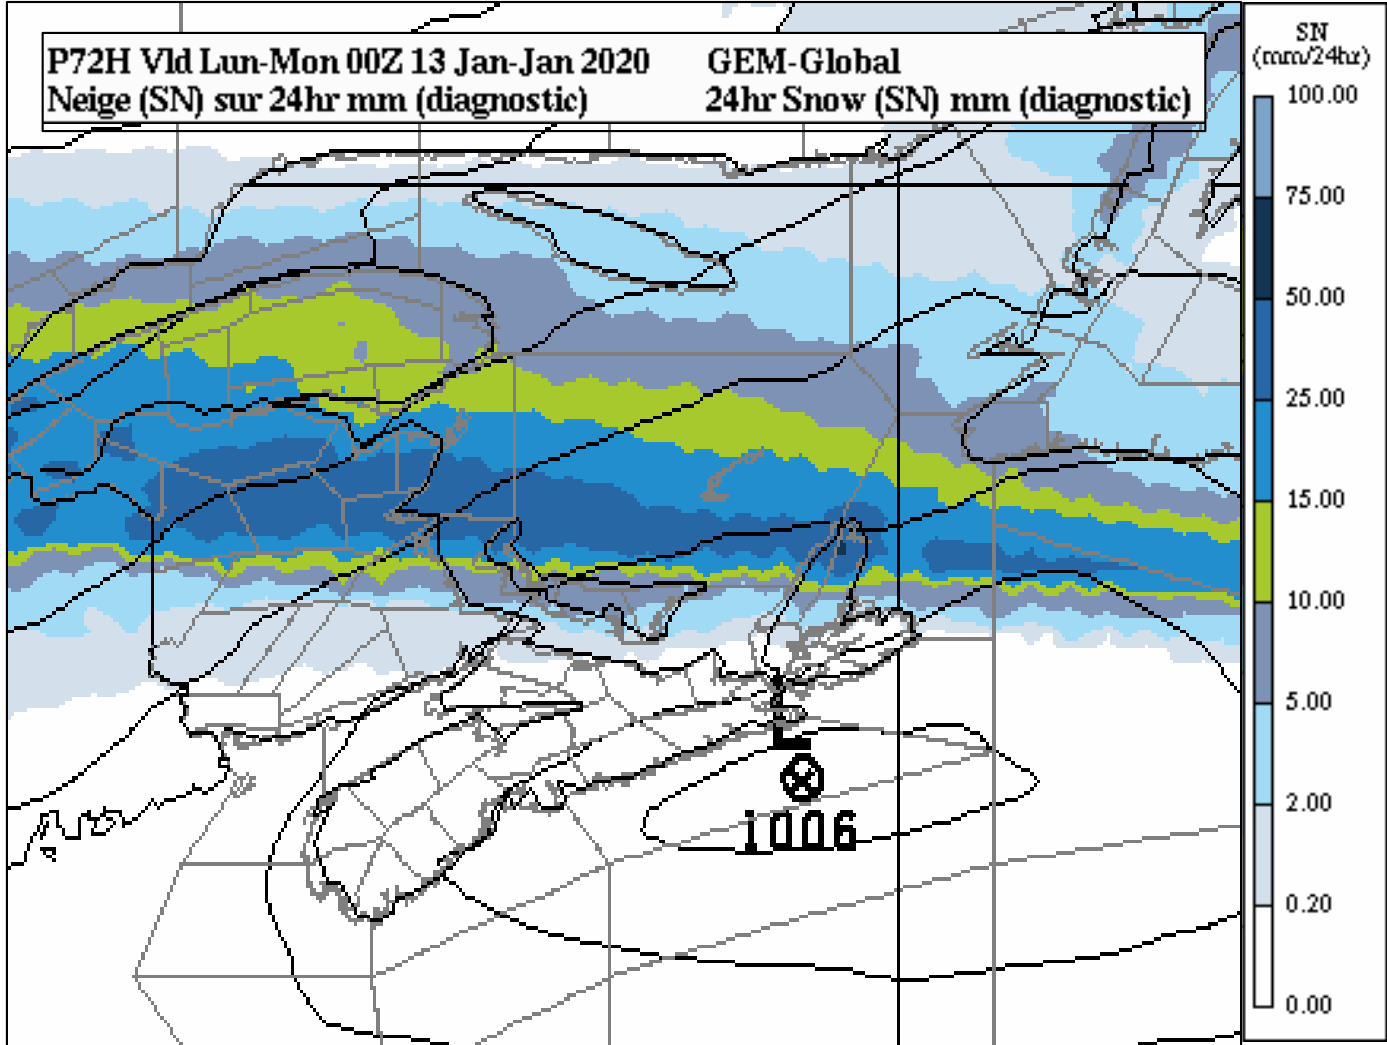 P72H Vld Lun-Mon 00Z 13 Jan-Jan 2020 GEM-Global
Neige (SN) sur 24hr mm (diagnostic) 24hr Snow (SN) mm (diagnostic)
SN
(mm/24hr)
100.00
75.00
50.00
25.00
15.00
10.00
5.00
2.00
0.20
0.00
L
1006